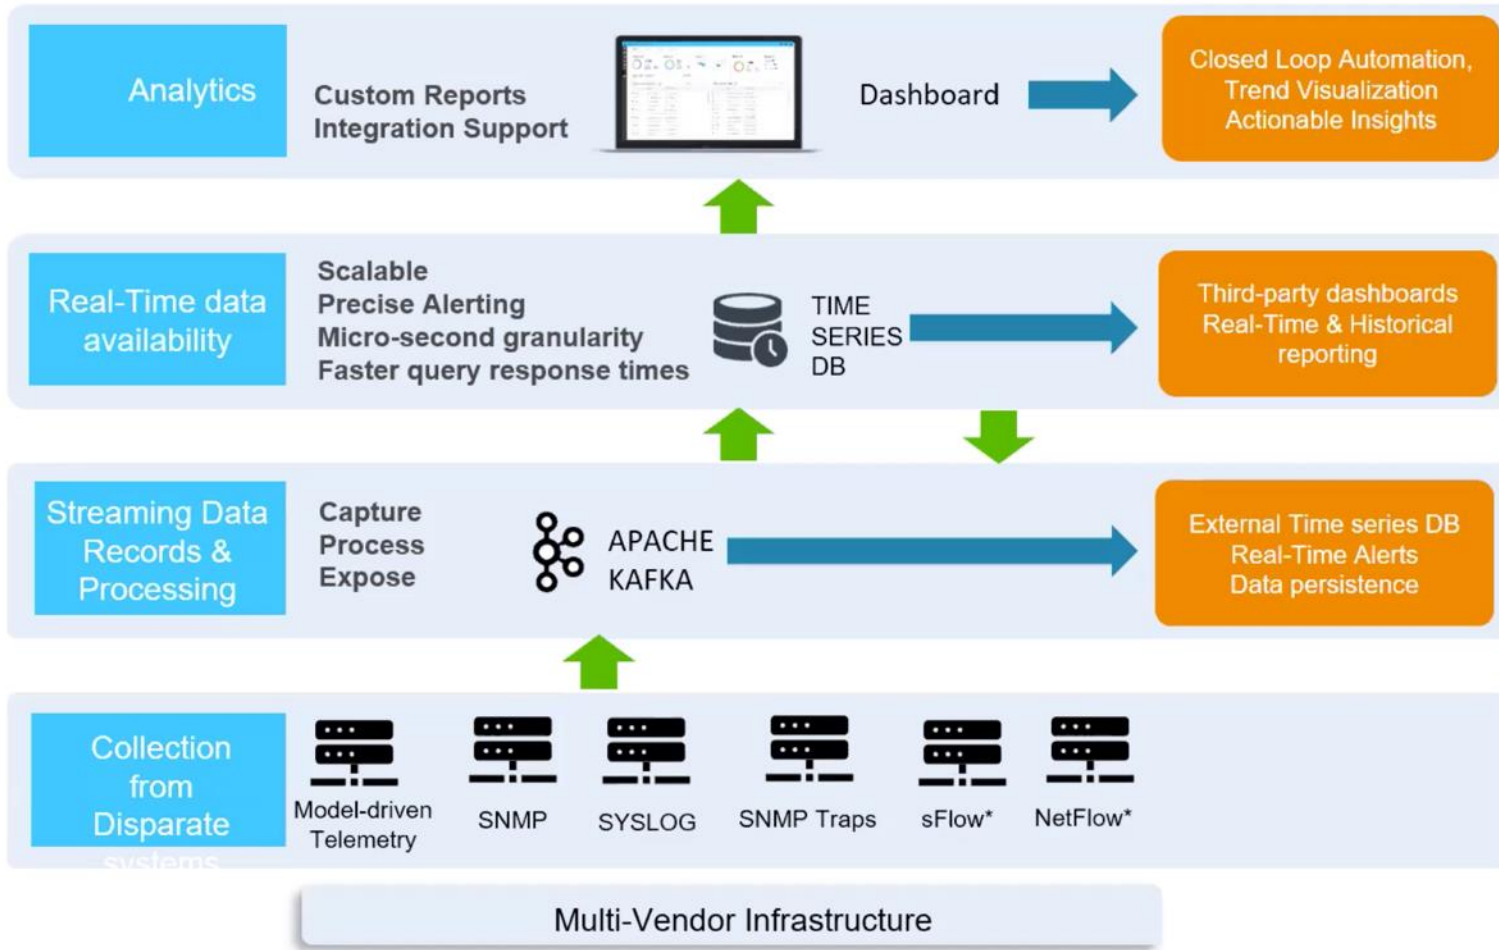 Analytics
Custom Reports
Integration Support
Dashboard
Closed Loop Automation,
Trend Visualization
Actionable Insights
Real-Time data
availability
Scalable
Precise Alerting
Micro-second granularity
Faster query response times
TIME
SERIES
DB
Third-party dashboards
Real-Time & Historical
reporting
Streaming Data
Records &
Processing
Capture
Process
Expose
APACHE
KAFKA
External Time series DB
Real-Time Alerts
Data persistence
Collection
from
Disparate
systems
Model-driven
Telemetry
SNMP
SYSLOG
SNMP Traps
sFlow*
NetFlow*
Multi-Vendor Infrastructure